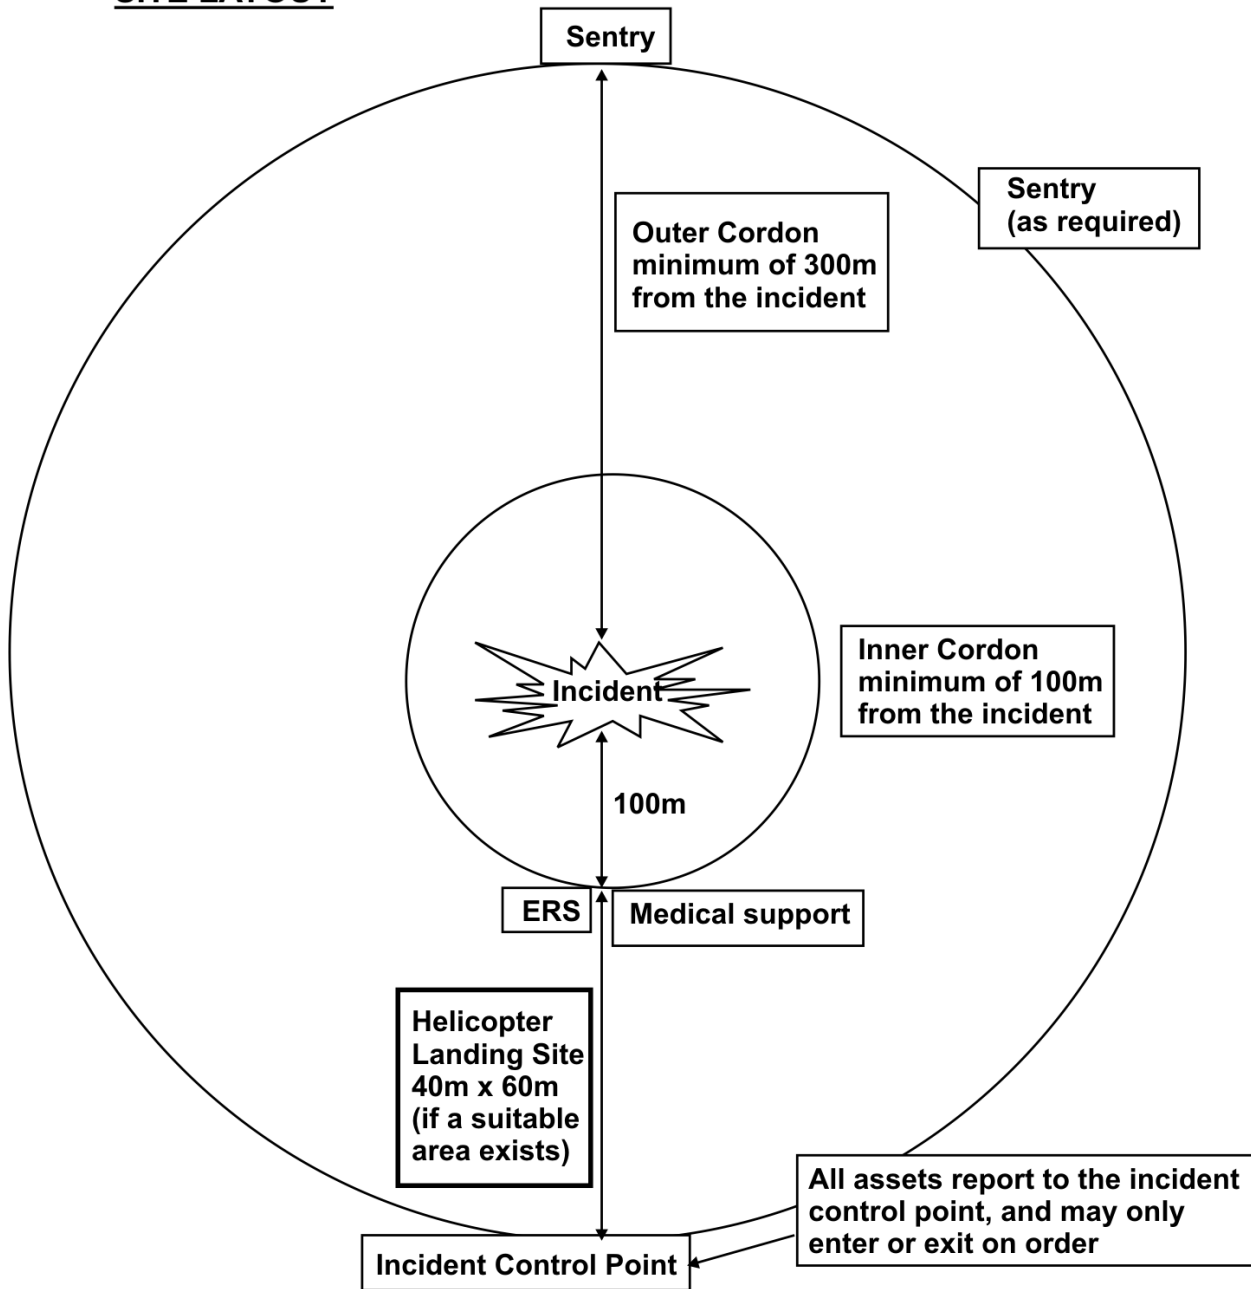 SITE LAYOUT
Sentry
Sentry
(as required)
Outer Cordon
minimum of 300m
from the incident
Incident
Inner Cordon
minimum of 100m
from the incident
100m
ERS
Medical support
Helicopter
Landing Site
40m x 60m
(if a suitable
area exists)
All assets report to the incident
control point, and may only
enter or exit on order
Incident Control Point